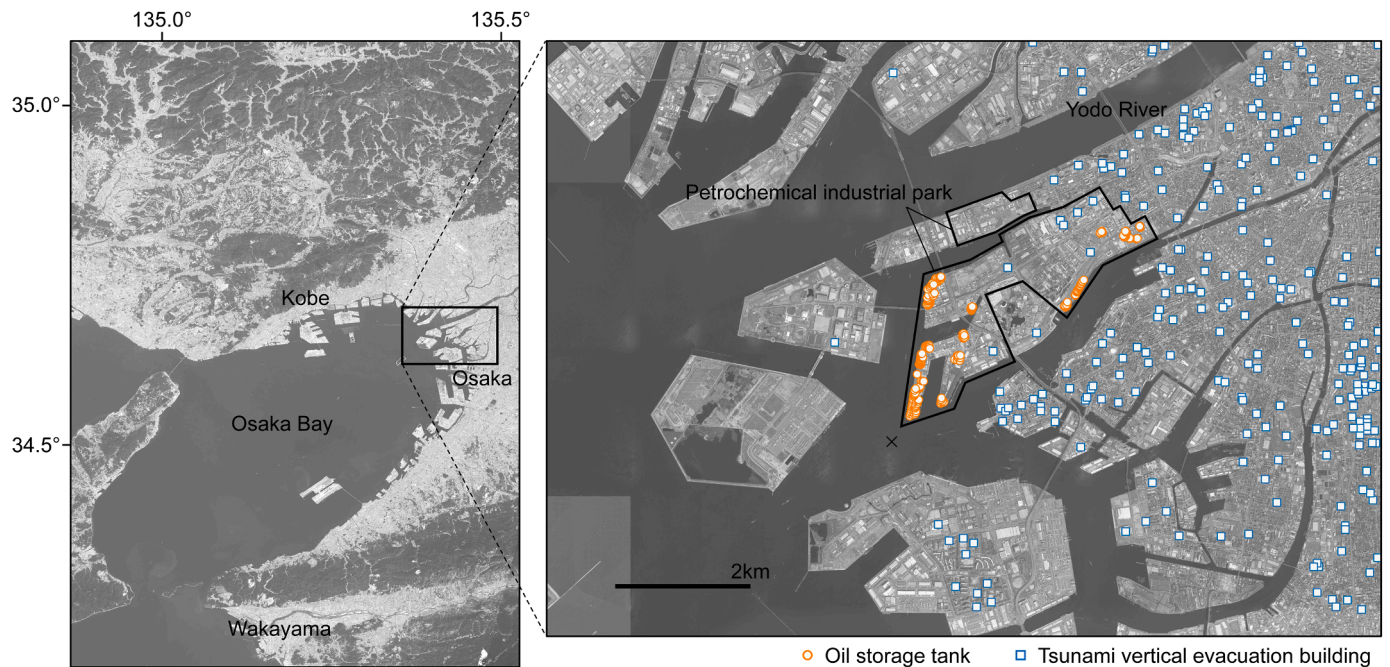 135.0°
135.5°
35.0°
34.5°
Kobe
Osaka
Osaka Bay
Wakayama
Yodo River
Petrochemical industrial park
2km
Oil storage tank
Tsunami vertical evacuation building